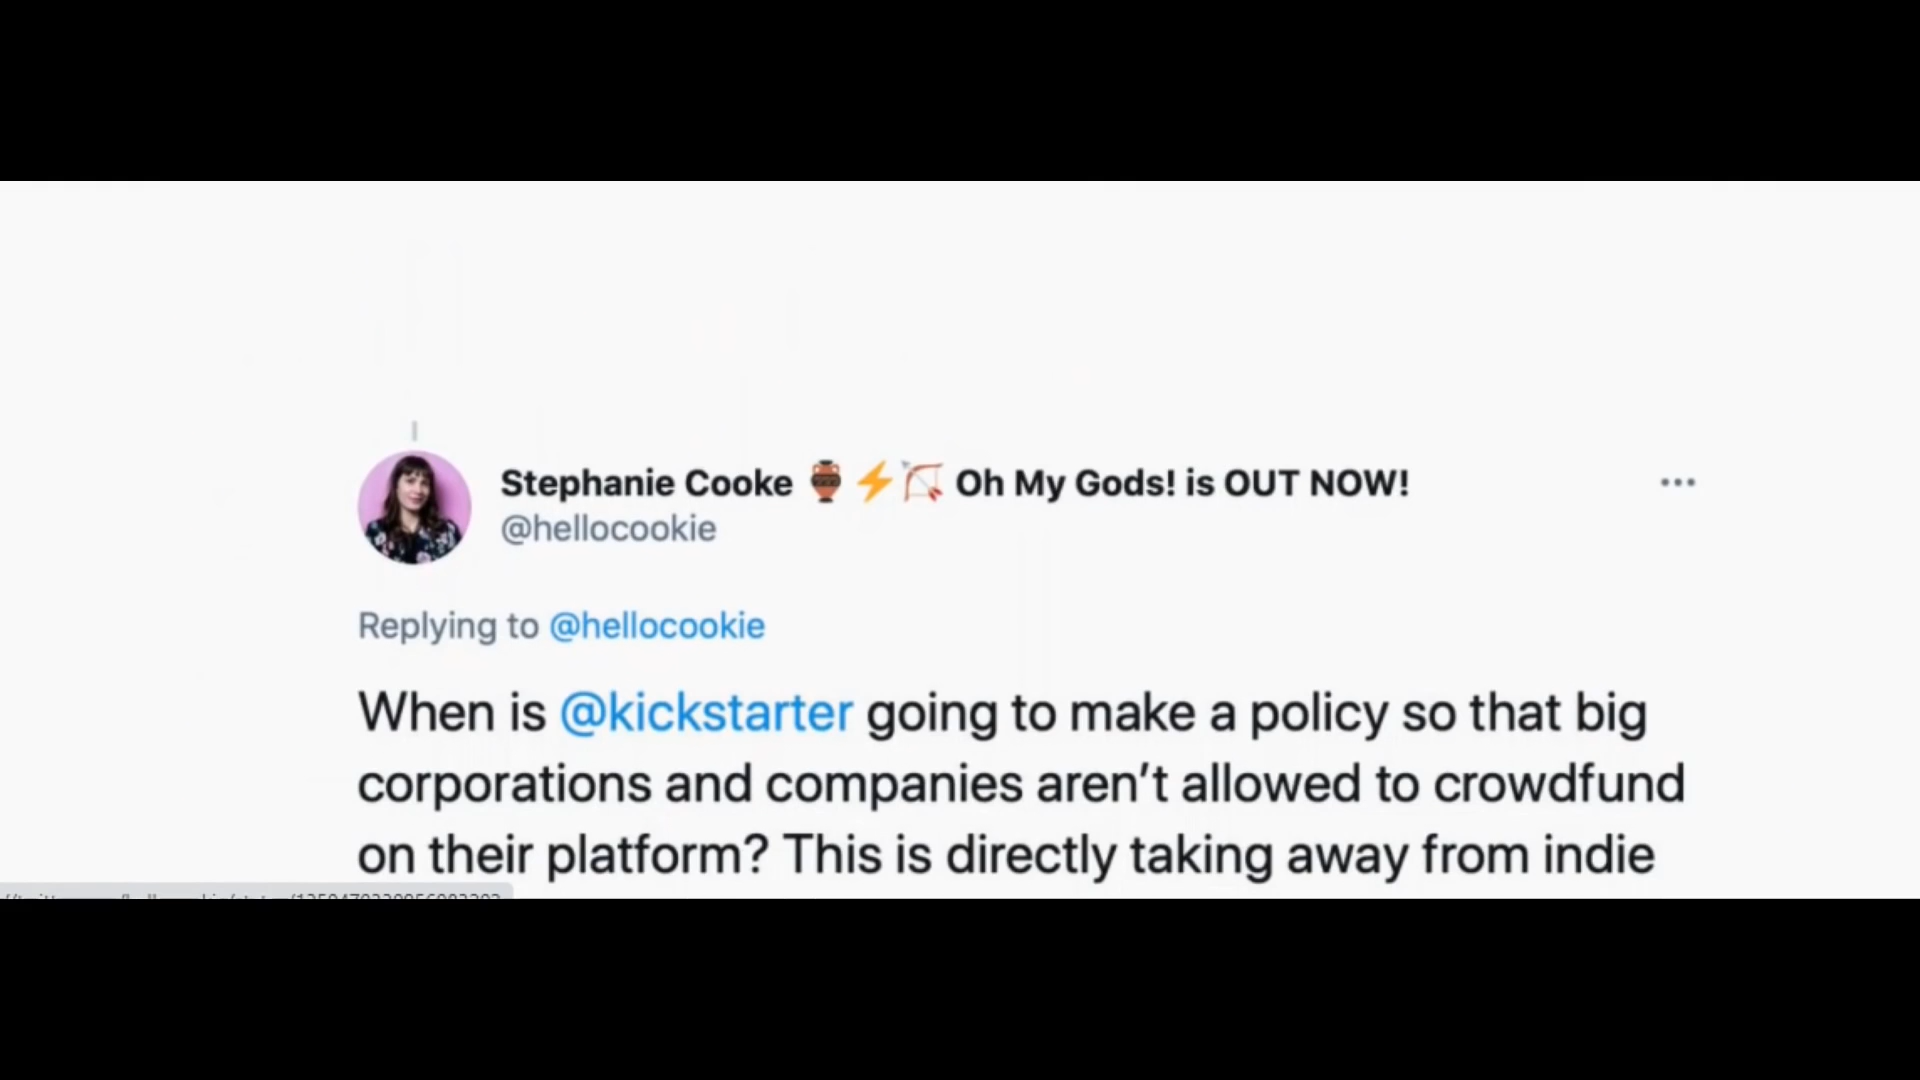 Stephanie Cooke 🏺⚡🏹 Oh My Gods! is OUT NOW!
@hellocookie
Replying to @hellocookie
When is @kickstarter going to make a policy so that big
corporations and companies aren’t allowed to crowdfund
on their platform? This is directly taking away from indie